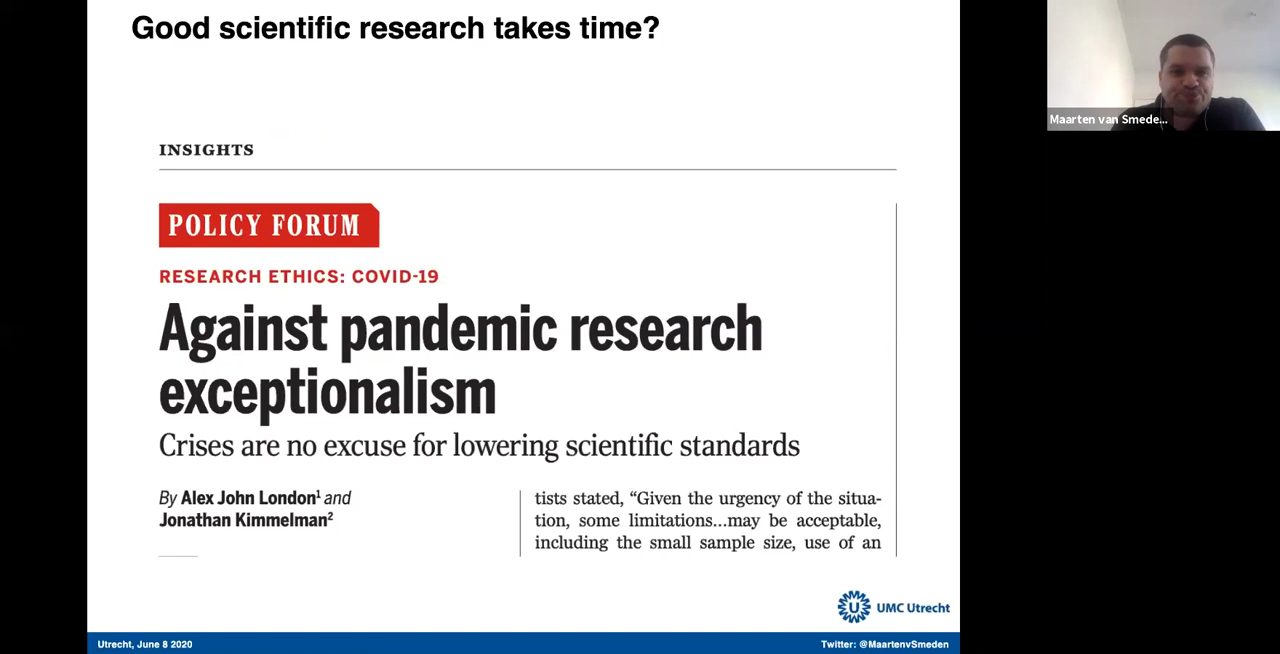 Good scientific research takes time?
Maarten van Smede...
INSIGHTS
POLICY FORUM
RESEARCH ETHICS: COVID-19
Against pandemic research
exceptionalism
Crises are no excuse for lowering scientific standards
By Alex John London¹ and
Jonathan Kimmelman²
tists stated, “Given the urgency of the situa-
tion, some limitations...may be acceptable,
including the small sample size, use of an
U UMC Utrecht
Utrecht, June 8 2020
Twitter: @MaartenvSmeden